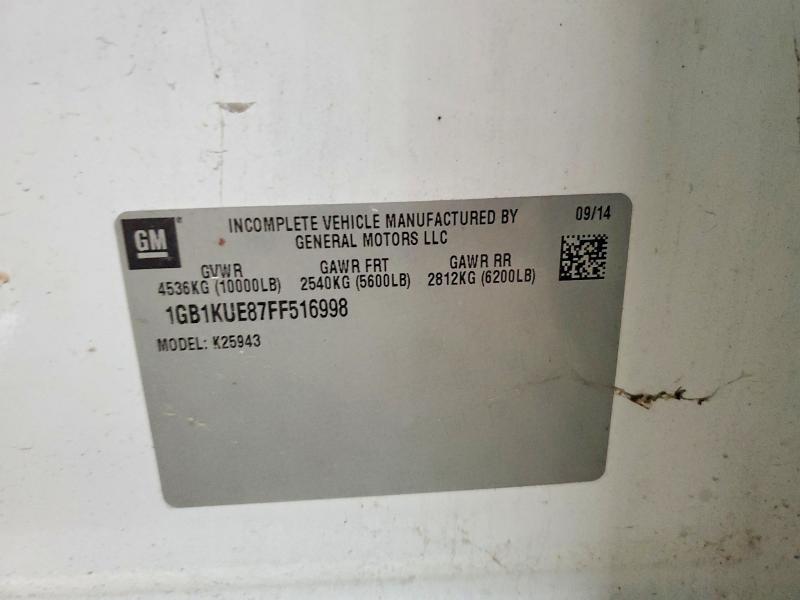 GM
INCOMPLETE VEHICLE MANUFACTURED BY
GENERAL MOTORS LLC
09/14
GVWR GAWR FRT GAWR RR
4536KG (10000LB) 2540KG (5600LB) 2812KG (6200LB)
1GB1KUE87FF516998
MODEL: K25943